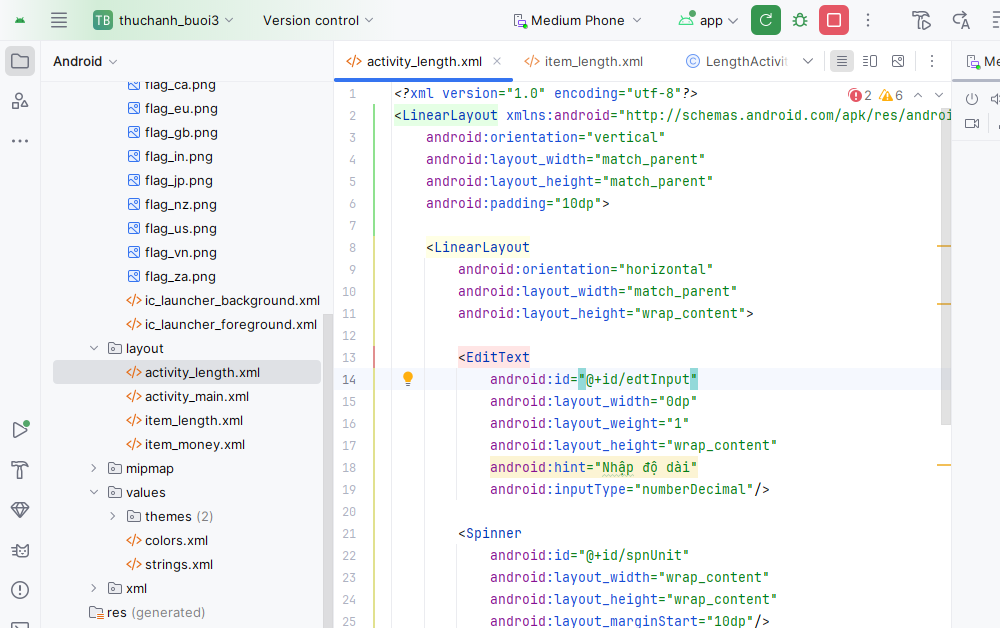 TB thuchanh_buoi3
Version control
Medium Phone
app
Android
activity_length.xml
item_length.xml
LengthActivit
flag_ca.png
flag_eu.png
flag_gb.png
flag_in.png
flag_jp.png
flag_nz.png
flag_us.png
flag_vn.png
flag_za.png
ic_launcher_background.xml
ic_launcher_foreground.xml
layout
activity_length.xml
activity_main.xml
item_length.xml
item_money.xml
mipmap
values
themes (2)
colors.xml
strings.xml
xml
res (generated)
2 6
1 <?xml version="1.0" encoding="utf-8"?>
2 <LinearLayout xmlns:android="http://schemas.android.com/apk/res/androi
3 android:orientation="vertical"
4 android:layout_width="match_parent"
5 android:layout_height="match_parent"
6 android:padding="10dp">
7
8 <LinearLayout
9 android:orientation="horizontal"
10 android:layout_width="match_parent"
11 android:layout_height="wrap_content">
12
13 <EditText
14 android:id="@+id/edtInput"
15 android:layout_width="0dp"
16 android:layout_weight="1"
17 android:layout_height="wrap_content"
18 android:hint="Nhập độ dài"
19 android:inputType="numberDecimal"/>
20
21 <Spinner
22 android:id="@+id/spnUnit"
23 android:layout_width="wrap_content"
24 android:layout_height="wrap_content"
25 android:layout_marginStart="10dp"/>
Me